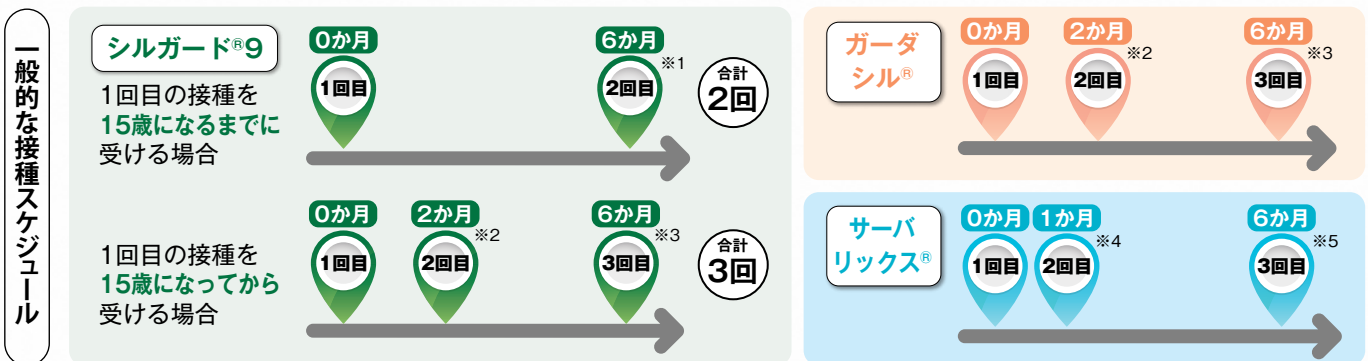 一般的な接種スケジュール
シルガード®9
1回目の接種を
15歳になるまでに
受ける場合
0か月
1回目
6か月
※1
2回目
合計
2回
1回目の接種を
15歳になってから
受ける場合
0か月
1回目
2か月
※2
2回目
6か月
※3
3回目
合計
3回
ガーダ
シル®
0か月
1回目
2か月
※2
2回目
6か月
※3
3回目
サーバ
リックス®
0か月
1回目
1か月
※4
2回目
6か月
※5
3回目